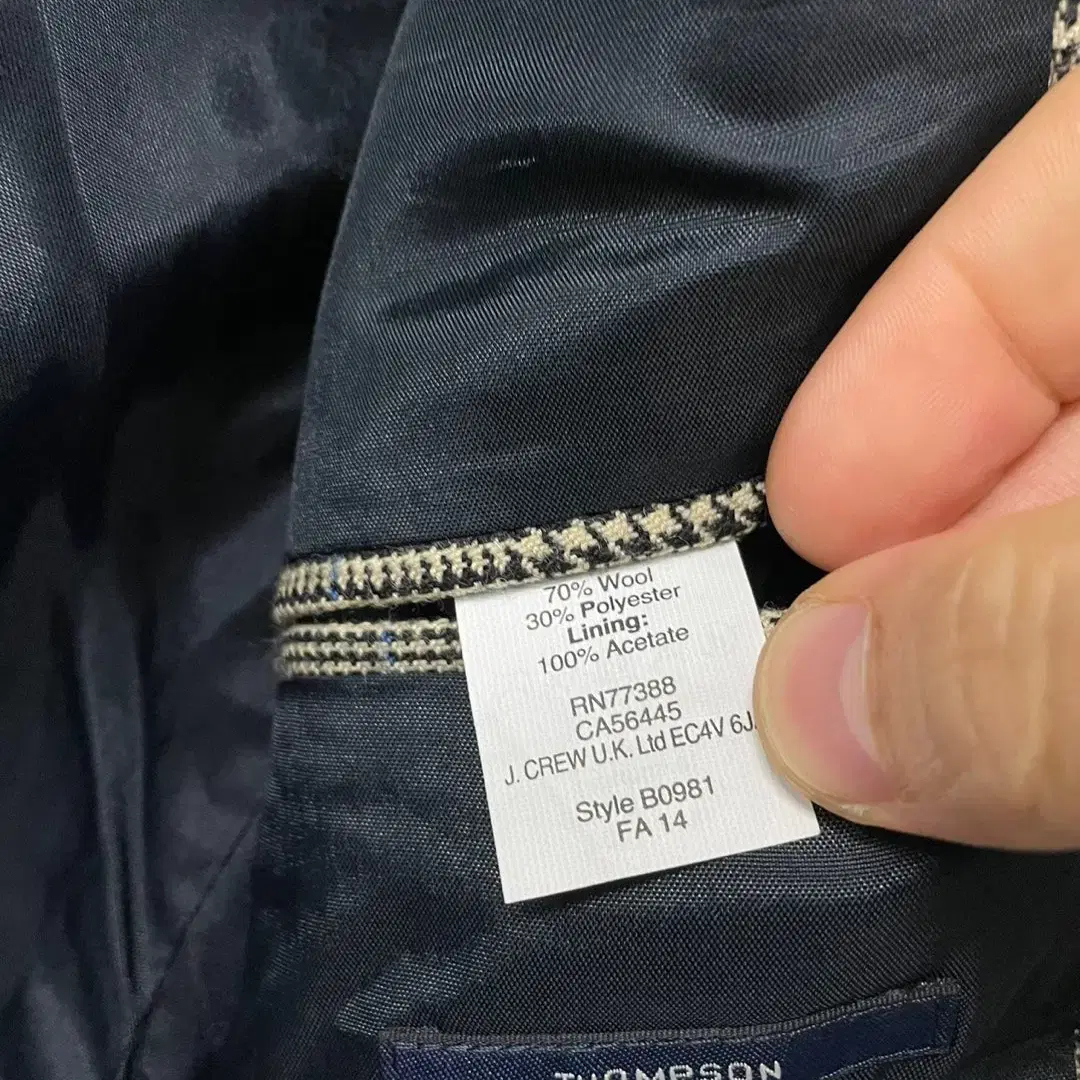 70% Wool
30% Polyester
Lining:
100% Acetate
RN77388
CA56445
J. CREW U.K. Ltd EC4V
Style B0981
FA 14
THOMPSON